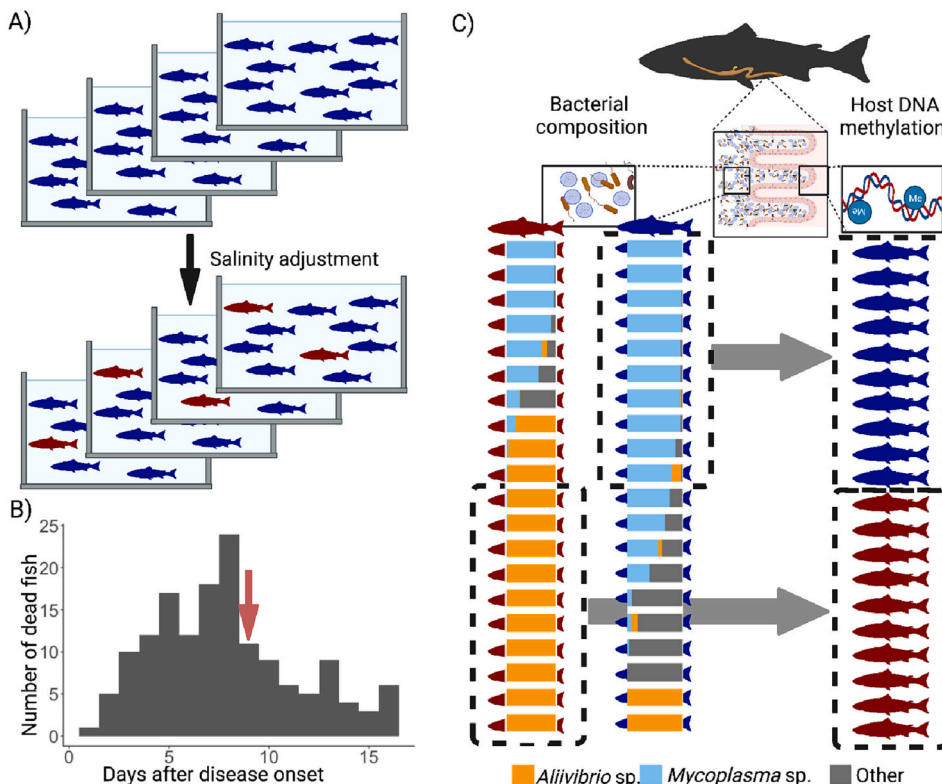 A)
Salinity adjustment
B)
Number of dead fish
25
20
15
10
5
0
0 5 10 15
Days after disease onset
C)
Bacterial composition
Host DNA methylation
Me
Mc
Aliivibrio sp. Mycoplasma sp. Other